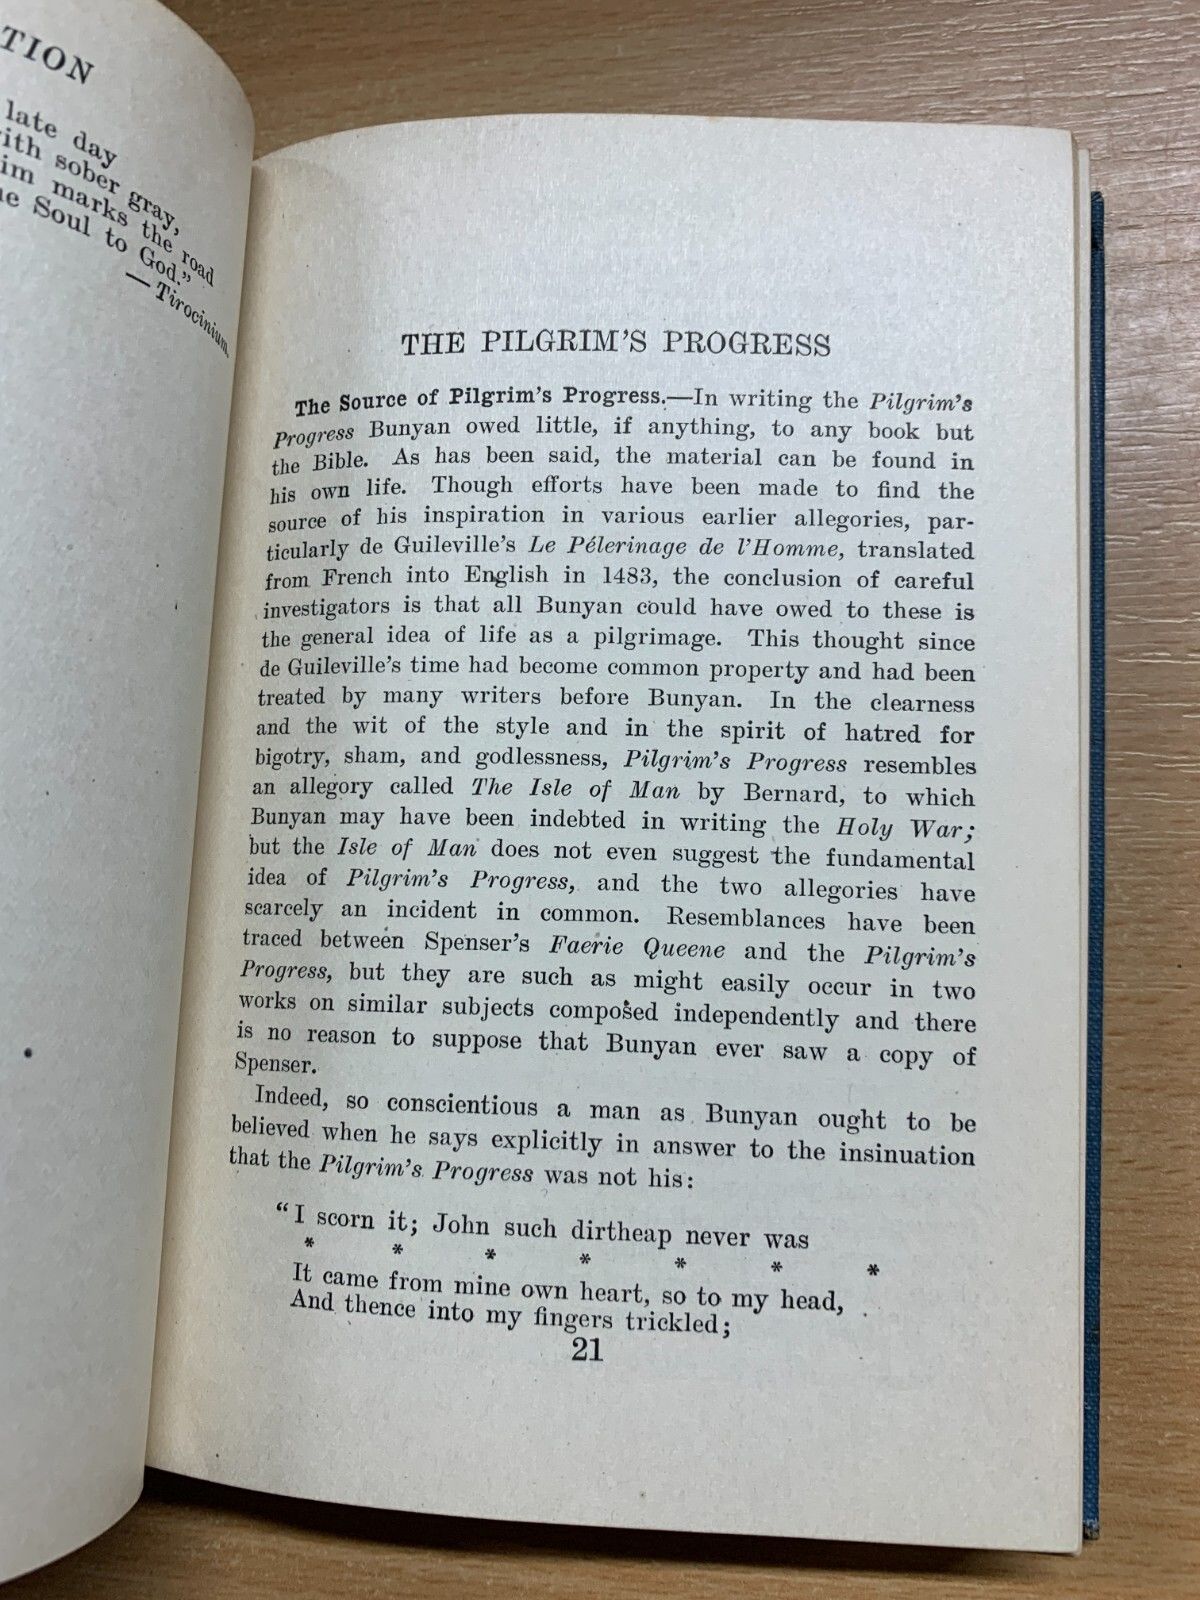 TION
late day
ith sober gray,
im marks the road
e Soul to God."
— Tirocinium.
THE PILGRIM'S PROGRESS
The Source of Pilgrim's Progress.—In writing the Pilgrim's
Progress Bunyan owed little, if anything, to any book but
the Bible. As has been said, the material can be found in
his own life. Though efforts have been made to find the
source of his inspiration in various earlier allegories, par-
ticularly de Guileville's Le Pélerinage de l'Homme, translated
from French into English in 1483, the conclusion of careful
investigators is that all Bunyan could have owed to these is
the general idea of life as a pilgrimage. This thought since
de Guileville's time had become common property and had been
treated by many writers before Bunyan. In the clearness
and the wit of the style and in the spirit of hatred for
bigotry, sham, and godlessness, Pilgrim's Progress resembles
an allegory called The Isle of Man by Bernard, to which
Bunyan may have been indebted in writing the Holy War;
but the Isle of Man does not even suggest the fundamental
idea of Pilgrim's Progress, and the two allegories have
scarcely an incident in common. Resemblances have been
traced between Spenser's Faerie Queene and the Pilgrim's
Progress, but they are such as might easily occur in two
works on similar subjects composed independently and there
is no reason to suppose that Bunyan ever saw a copy of
Spenser.
Indeed, so conscientious a man as Bunyan ought to be
believed when he says explicitly in answer to the insinuation
that the Pilgrim's Progress was not his:
"I scorn it; John such dirtheap never was
* * * * * * *
It came from mine own heart, so to my head,
And thence into my fingers trickled;
21